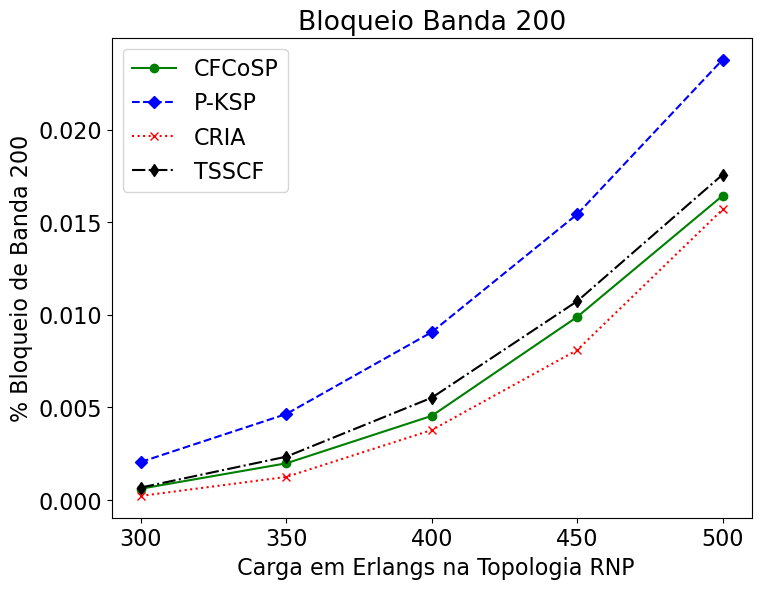 Bloqueio Banda 200
CFCoSP
P-KSP
CRIA
TSSCF
% Bloqueio de Banda 200
0.020
0.015
0.010
0.005
0.000
300 350 400 450 500
Carga em Erlangs na Topologia RNP